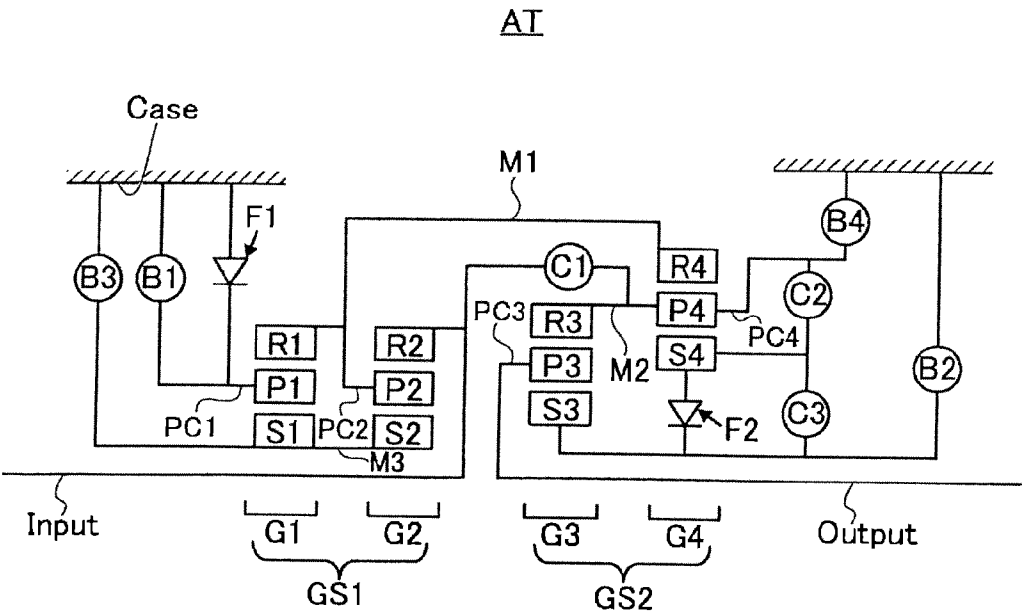 AT
Case
M1
F1
B4
B3
B1
C1
R4
C2
PC3
R3
P4
PC4
R1
R2
P3
M2
S4
B2
P1
P2
S3
F2
C3
PC1
S1
PC2
S2
M3
Input
G1
G2
G3
G4
Output
GS1
GS2